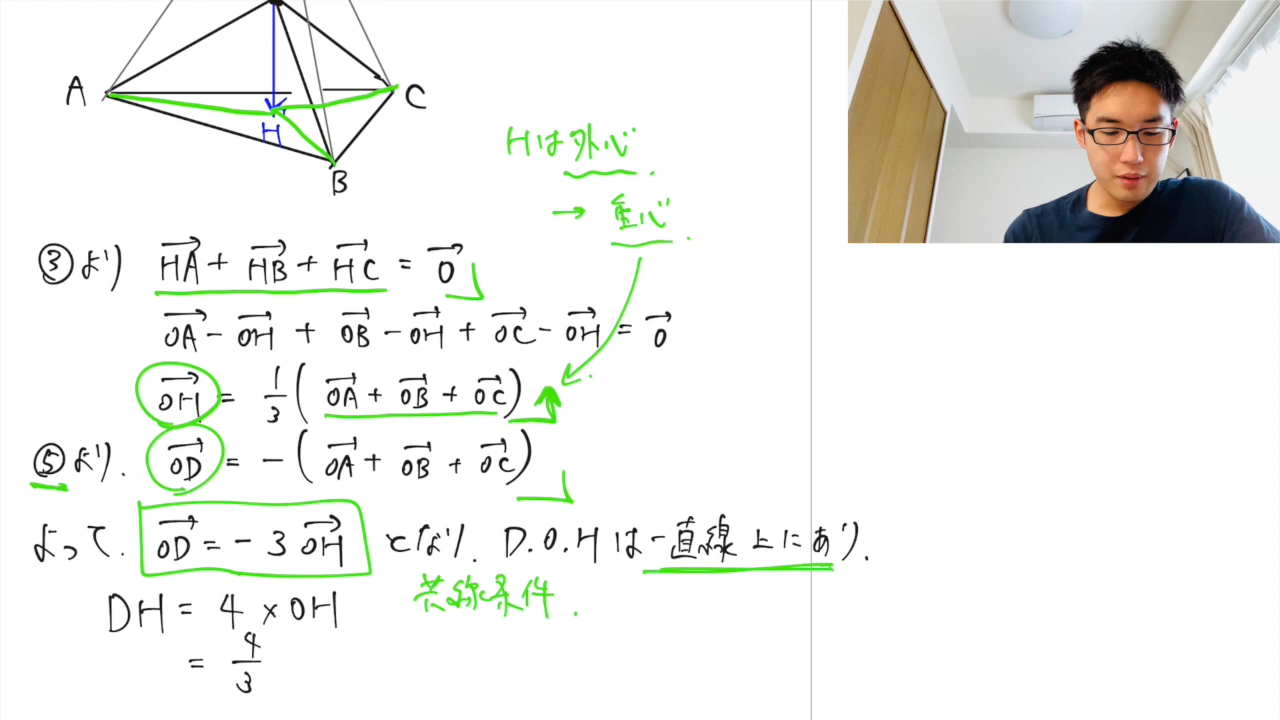 A
C
H
B
Hは外心.
→ 重心.
③より HA→ + HB→ + HC→ = 0→
OA→ - OH→ + OB→ - OH→ + OC→ - OH→ = 0→
OH→ = 1/3 ( OA→ + OB→ + OC→ )
⑤より. OD→ = - ( OA→ + OB→ + OC→ )
よって. OD→ = - 3 OH→ となり. D.O.Hは一直線上にあり.
共線条件.
DH = 4 × OH
= 4/3